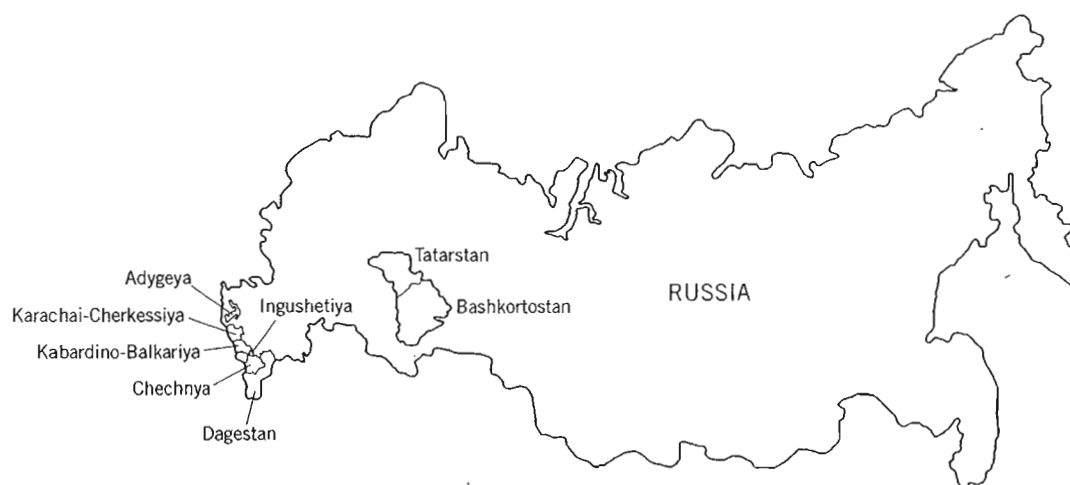 Tatarstan
Adygeya
Ingushetiya
RUSSIA
Bashkortostan
Karachai-Cherkessiya
Kabardino-Balkariya
Chechnya
Dagestan